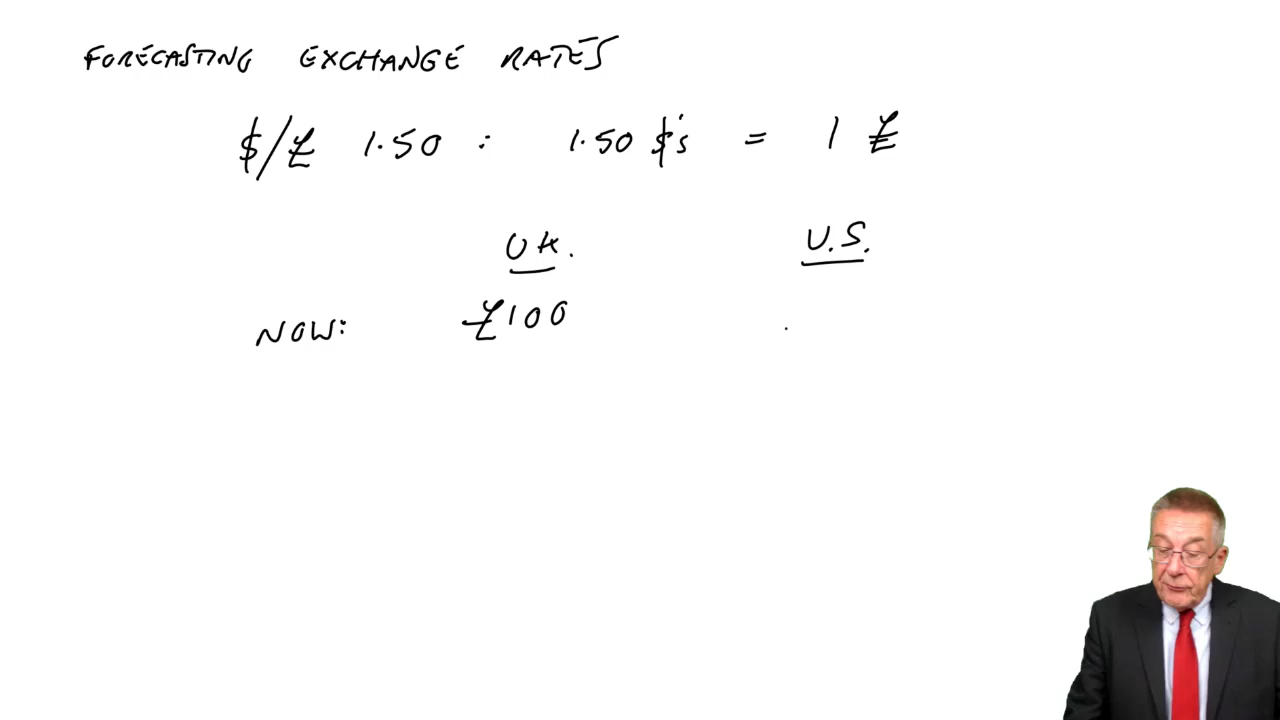 FORECASTING EXCHANGE RATES
$/£ 1.50 : 1.50 $'s = 1 £
UK. U.S.
NOW: £100